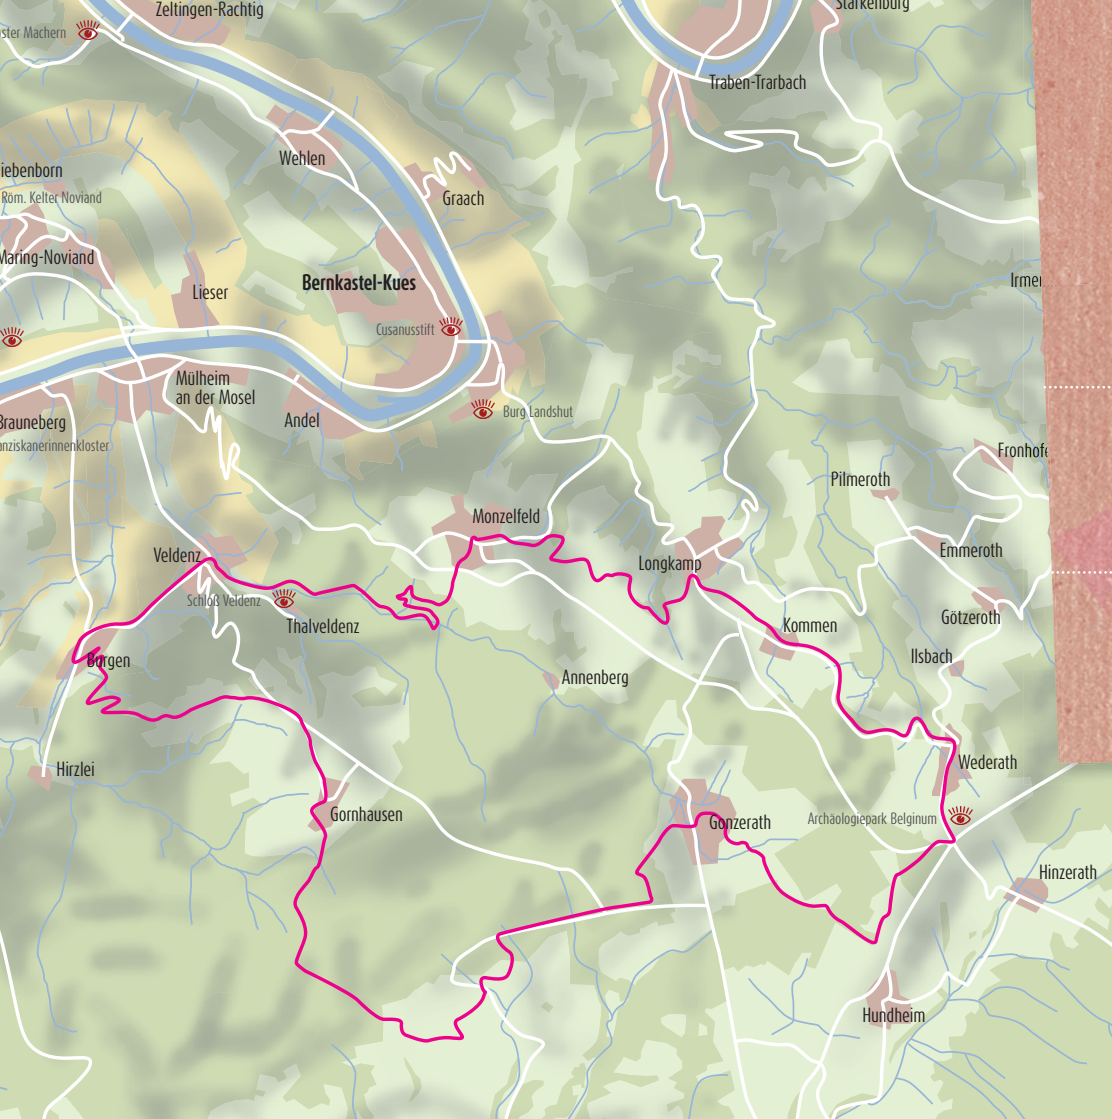 Zeltingen-Rachtig
Starkenburg
ster Machern
Traben-Trarbach
Wehlen
iebenborn
Röm. Kelter Noviand
Graach
Maring-Noviand
Irmen
Bernkastel-Kues
Lieser
Cusanusstift
Mülheim
an der Mosel
Burg Landshut
Andel
Brauneberg
anziskanerinnenkloster
Fronhofe
Pilmeroth
Monzelfeld
Emmeroth
Veldenz
Longkamp
Schloß Veldenz
Götzeroth
Thalveldenz
Kommen
Burgen
Ilsbach
Annenberg
Hirzlei
Wederath
Gornhausen
Gonzerath
Archäologiepark Belginum
Hinzerath
Hundheim